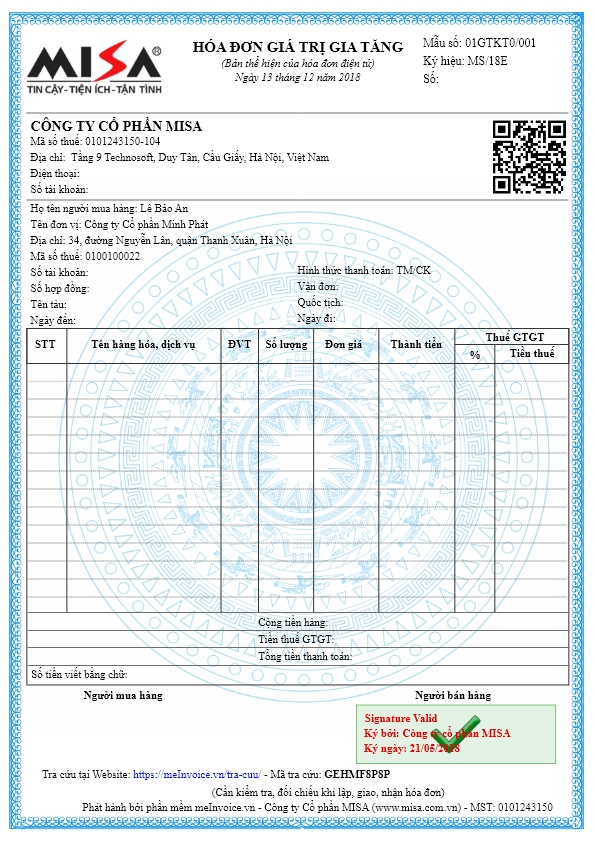 MISA®
TIN CẬY-TIỆN ÍCH-TẬN TÌNH
HÓA ĐƠN GIÁ TRỊ GIA TĂNG
(Bản thể hiện của hóa đơn điện tử)
Ngày 13 tháng 12 năm 2018
Mẫu số: 01GTKT0/001
Ký hiệu: MS/18E
Số:
CÔNG TY CỔ PHẦN MISA
Mã số thuế: 0101243150-104
Địa chỉ: Tầng 9 Technosoft, Duy Tân, Cầu Giấy, Hà Nội, Việt Nam
Điện thoại:
Số tài khoản:
Họ tên người mua hàng: Lê Bảo An
Tên đơn vị: Công ty Cổ phần Minh Phát
Địa chỉ: 34, đường Nguyễn Lân, quận Thanh Xuân, Hà Nội
Mã số thuế: 0100100022
Số tài khoản: Hình thức thanh toán: TM/CK
Số hợp đồng: Vận đơn:
Tên tàu: Quốc tịch:
Ngày đến: Ngày đi:
STT Tên hàng hóa, dịch vụ ĐVT Số lượng Đơn giá Thành tiền Thuế GTGT
% Tiền thuế
Cộng tiền hàng:
Tiền thuế GTGT:
Tổng tiền thanh toán:
Số tiền viết bằng chữ:
Người mua hàng Người bán hàng
Signature Valid
Ký bởi: Công ty cổ phần MISA
Ký ngày: 21/05/2018
Tra cứu tại Website: https://meInvoice.vn/tra-cuu/ - Mã tra cứu: GEHMFSPSP
(Cần kiểm tra, đối chiếu khi lập, giao, nhận hóa đơn)
Phát hành bởi phần mềm meInvoice.vn - Công ty Cổ phần MISA (www.misa.com.vn) - MST: 0101243150